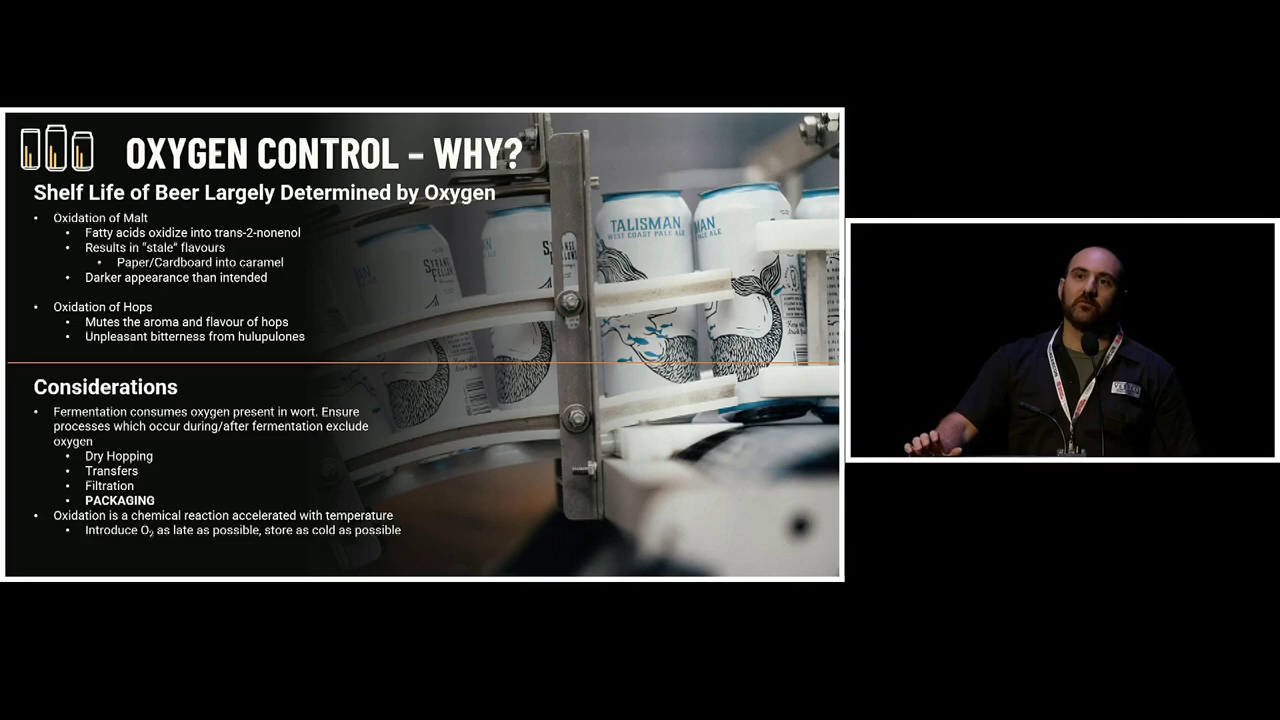 OXYGEN CONTROL – WHY?
Shelf Life of Beer Largely Determined by Oxygen
• Oxidation of Malt
• Fatty acids oxidize into trans-2-nonenol
• Results in “stale” flavours
• Paper/Cardboard into caramel
• Darker appearance than intended
• Oxidation of Hops
• Mutes the aroma and flavour of hops
• Unpleasant bitterness from hulupulones
Considerations
• Fermentation consumes oxygen present in wort. Ensure
processes which occur during/after fermentation exclude
oxygen
• Dry Hopping
• Transfers
• Filtration
• PACKAGING
• Oxidation is a chemical reaction accelerated with temperature
• Introduce O₂ as late as possible, store as cold as possible
TALISMAN
WEST COAST PALE ALE
MAN
ALE
STRANGE
FELLOWS